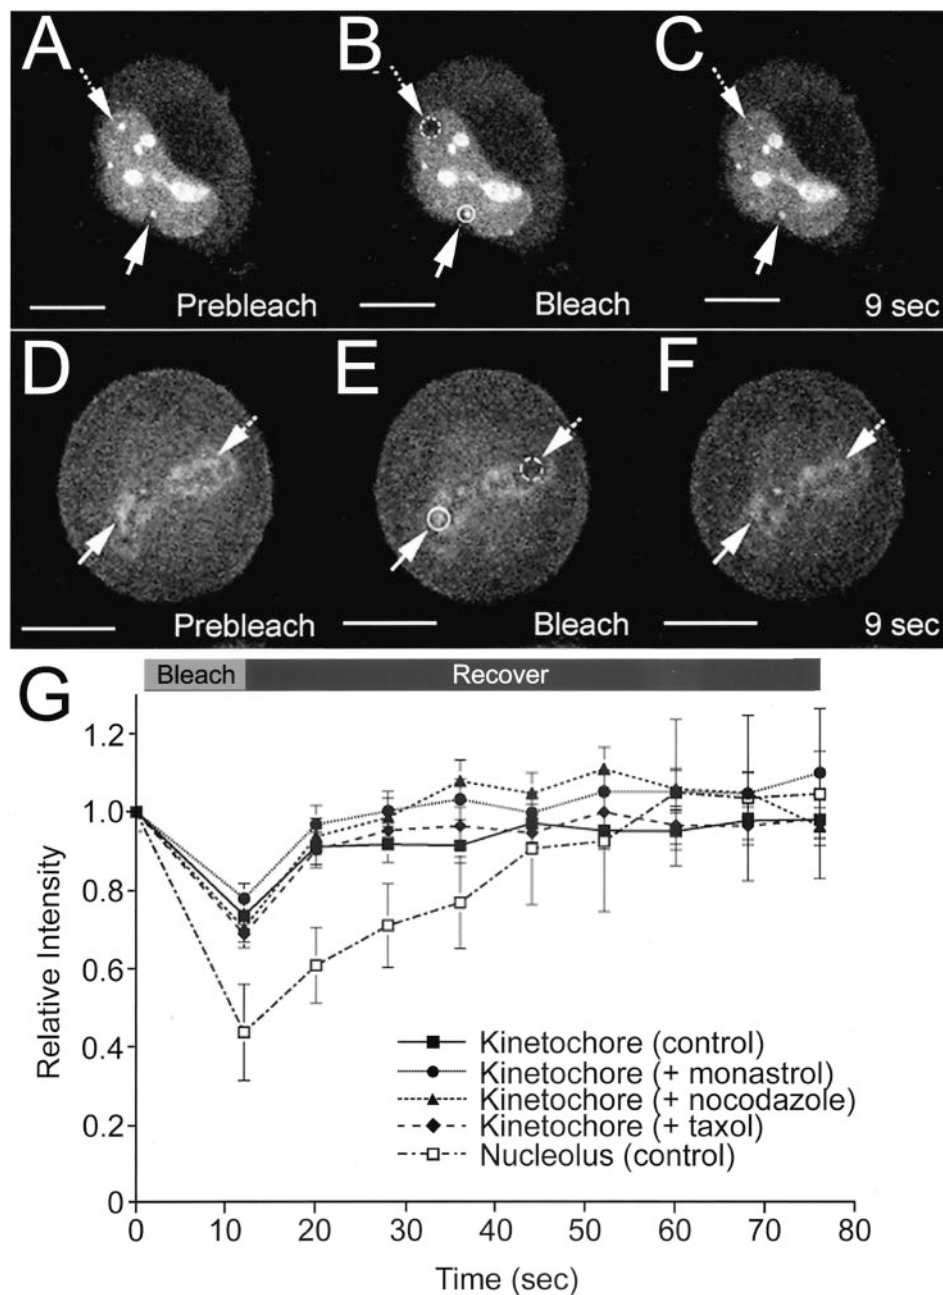 A
B
C
Prebleach
Bleach
9 sec
D
E
F
Prebleach
Bleach
9 sec
G
Bleach
Recover
1.2
1.0
0.8
0.6
0.4
0.2
0
Relative Intensity
Kinetochore (control)
Kinetochore (+ monastrol)
Kinetochore (+ nocodazole)
Kinetochore (+ taxol)
Nucleolus (control)
0 10 20 30 40 50 60 70 80
Time (sec)